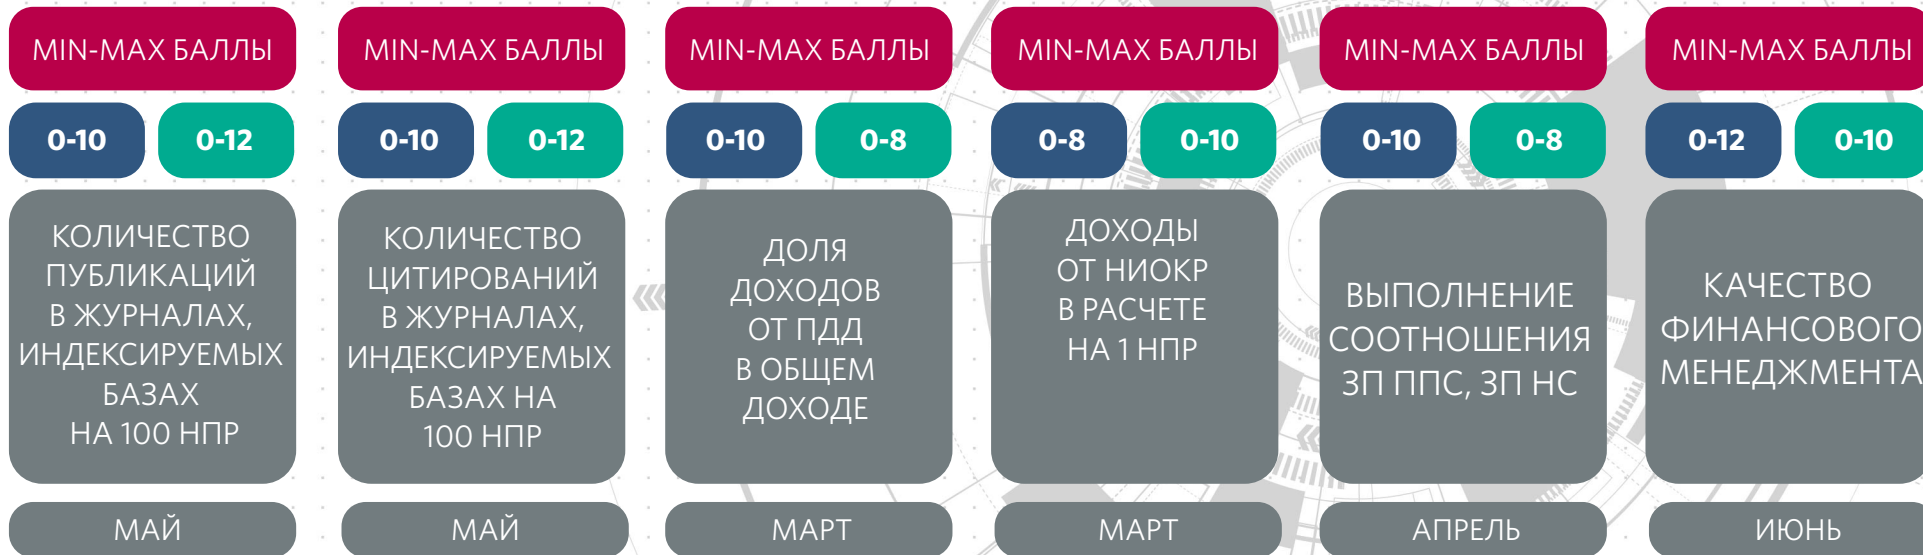 MIN-MAX БАЛЛЫ
0-10 0-12
КОЛИЧЕСТВО
ПУБЛИКАЦИЙ
В ЖУРНАЛАХ,
ИНДЕКСИРУЕМЫХ
БАЗАХ
НА 100 НПР
МАЙ
MIN-MAX БАЛЛЫ
0-10 0-12
КОЛИЧЕСТВО
ЦИТИРОВАНИЙ
В ЖУРНАЛАХ,
ИНДЕКСИРУЕМЫХ
БАЗАХ НА
100 НПР
МАЙ
MIN-MAX БАЛЛЫ
0-10 0-8
ДОЛЯ
ДОХОДОВ
ОТ ПДД
В ОБЩЕМ
ДОХОДЕ
МАРТ
MIN-MAX БАЛЛЫ
0-8 0-10
ДОХОДЫ
ОТ НИОКР
В РАСЧЕТЕ
НА 1 НПР
МАРТ
MIN-MAX БАЛЛЫ
0-10 0-8
ВЫПОЛНЕНИЕ
СООТНОШЕНИЯ
ЗП ППС, ЗП НС
АПРЕЛЬ
MIN-MAX БАЛЛЫ
0-12 0-10
КАЧЕСТВО
ФИНАНСОВОГО
МЕНЕДЖМЕНТА
ИЮНЬ